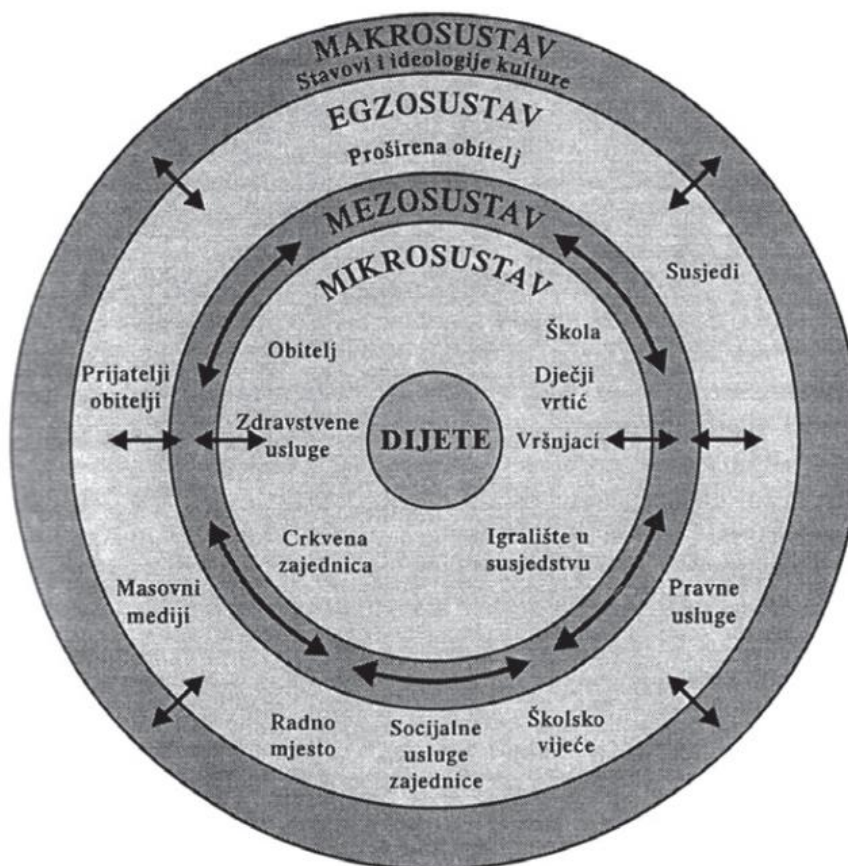 MAKROSUSTAV
Stavovi i ideologije kulture
EGZOSUSTAV
Proširena obitelj
MEZOSUSTAV
MIKROSUSTAV
Susjedi
Škola
Obitelj
Prijatelji
obitelji
Dječji
vrtić
Zdravstvene
usluge
DIJETE
Vršnjaci
Crkvena
zajednica
Igralište u
susjedstvu
Masovni
mediji
Pravne
usluge
Radno
mjesto
Socijalne
usluge
zajednice
Školsko
vijeće